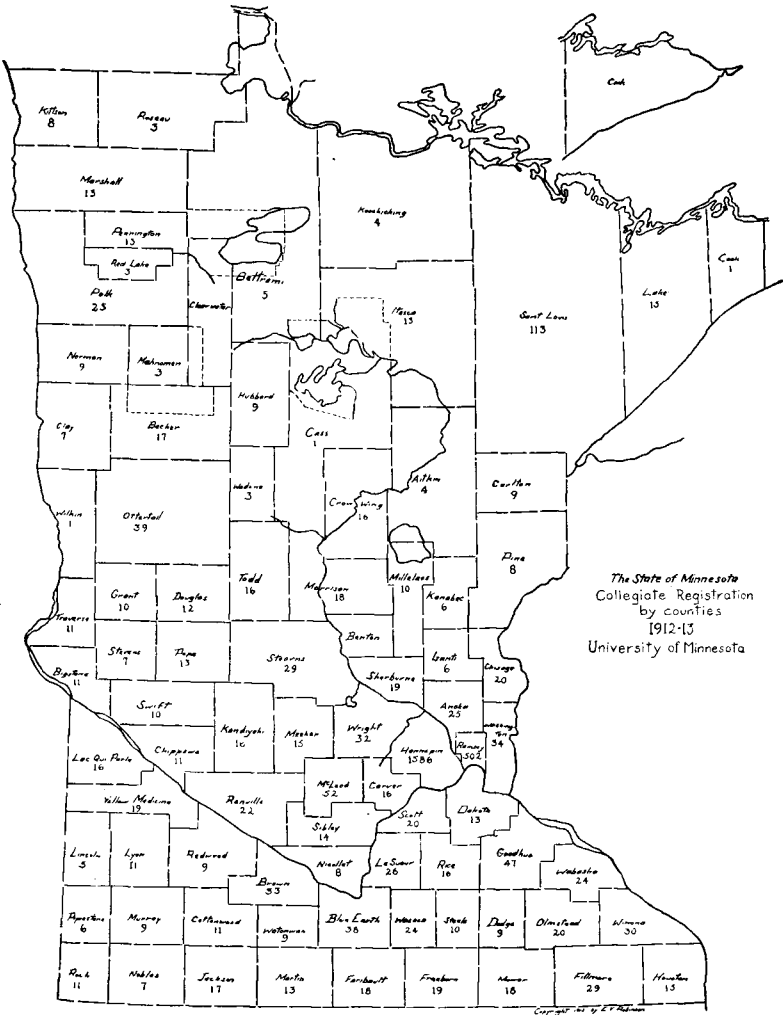 Cook
Kittson
8
Roseau
3
Marshall
13
Koochiching
4
Pennington
13
Red Lake
3
Beltrami
5
Polk
23
Clearwater
Itasca
13
Saint Louis
113
Lake
13
Cook
1
Norman
9
Mahnomen
3
Hubbard
9
Cass
1
Clay
7
Becker
17
Wadena
3
Crow Wing
16
Aitkin
4
Carlton
9
Wilkin
1
Ottertail
39
Pine
8
Grant
10
Douglas
12
Todd
16
Morrison
18
Millelacs
10
Kanabec
6
Traverse
11
Stevens
7
Pope
13
Stearns
29
Benton
Isanti
6
Chisago
20
Bigstone
11
Sherburne
19
Anoka
25
Swift
10
Kandiyohi
16
Meeker
15
Wright
32
Hennepin
1586
Ramsey
502
Washing
ton
34
Lac Qui Parle
16
Chippewa
11
McLeod
52
Carver
16
Yellow Medicine
19
Renville
22
Scott
20
Dakota
13
Sibley
14
Lincoln
5
Lyon
11
Redwood
9
Nicollet
8
LeSueur
26
Rice
16
Goodhue
47
Wabasha
24
Brown
33
Pipestone
6
Murray
9
Cottonwood
11
Watonwan
9
Blue Earth
38
Waseca
24
Steele
10
Dodge
9
Olmstead
20
Winona
30
Rock
11
Nobles
7
Jackson
17
Martin
13
Faribault
18
Freeborn
19
Mower
18
Fillmore
29
Houston
15
The State of Minnesota
Collegiate Registration
by counties
1912-13
University of Minnesota